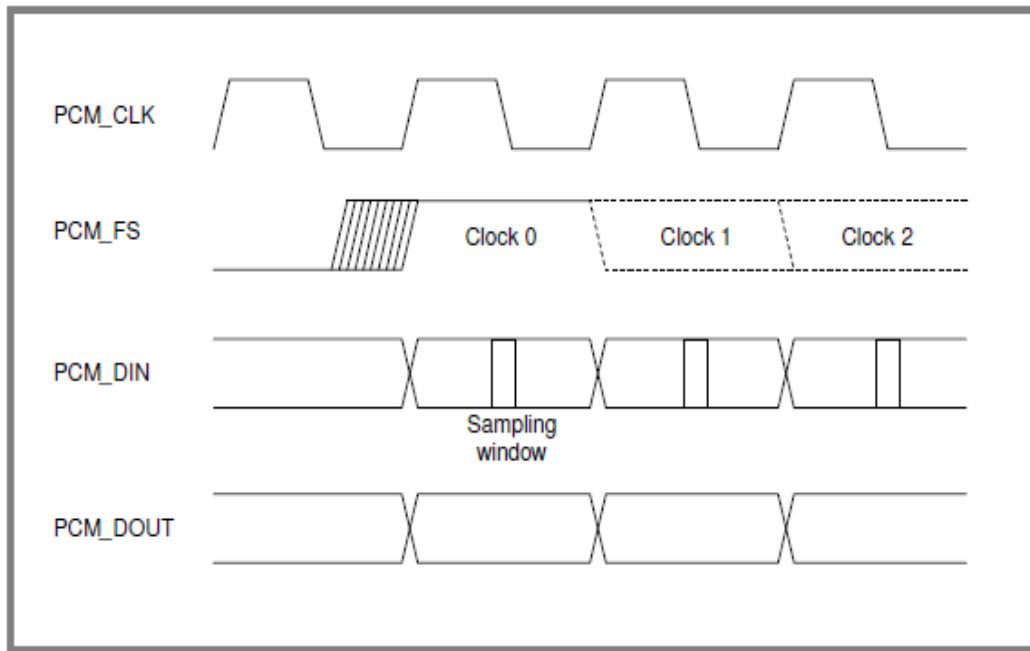 PCM_CLK
PCM_FS
Clock 0
Clock 1
Clock 2
PCM_DIN
Sampling
window
PCM_DOUT